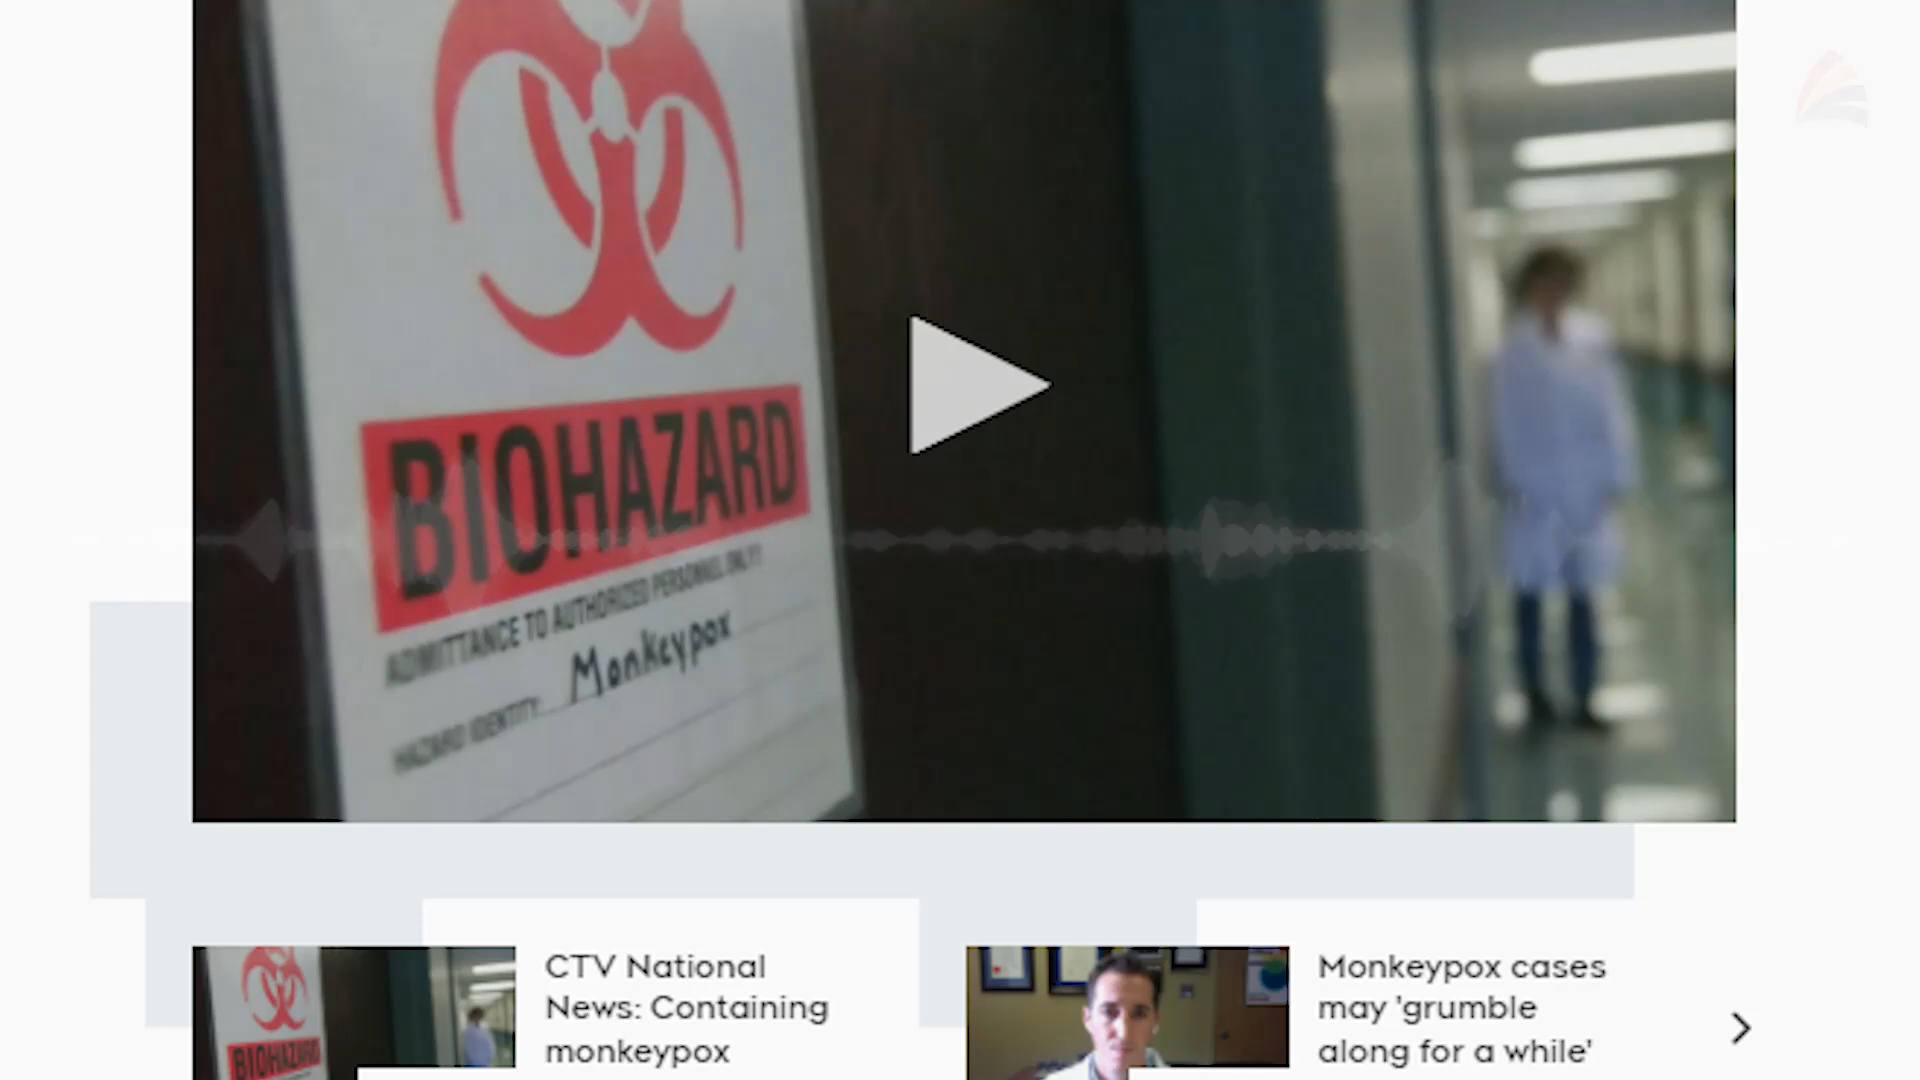 BIOHAZARD
ADMITTANCE TO AUTHORIZED PERSONNEL ONLY!
HAZARD IDENTITY: Monkeypox
BIOHAZARD
CTV National
News: Containing
monkeypox
Monkeypox cases
may 'grumble
along for a while'